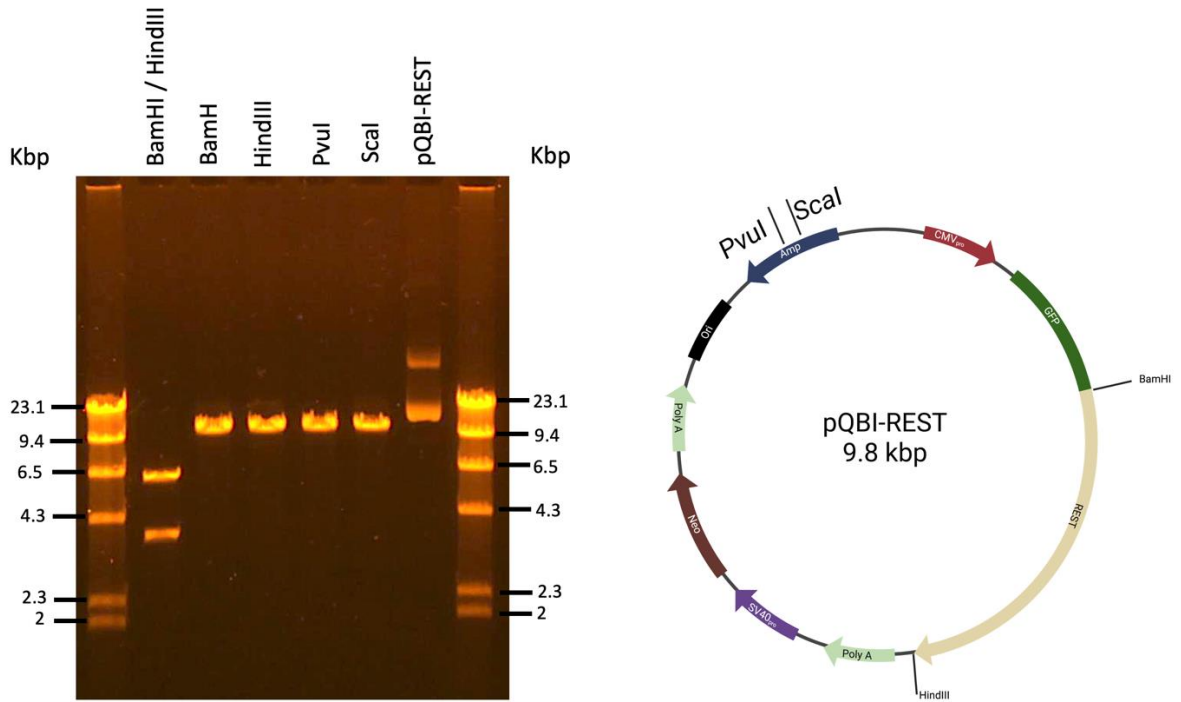 Kbp
BamHI / HindIII
BamH
HindIII
PvuI
ScaI
pQBI-REST
Kbp
23.1
9.4
6.5
4.3
2.3
2
23.1
9.4
6.5
4.3
2.3
2
PvuI
ScaI
Amp
CMVpro
GFP
BamHI
REST
HindIII
Poly A
SV40pro
Neo
Poly A
Ori
pQBI-REST
9.8 kbp